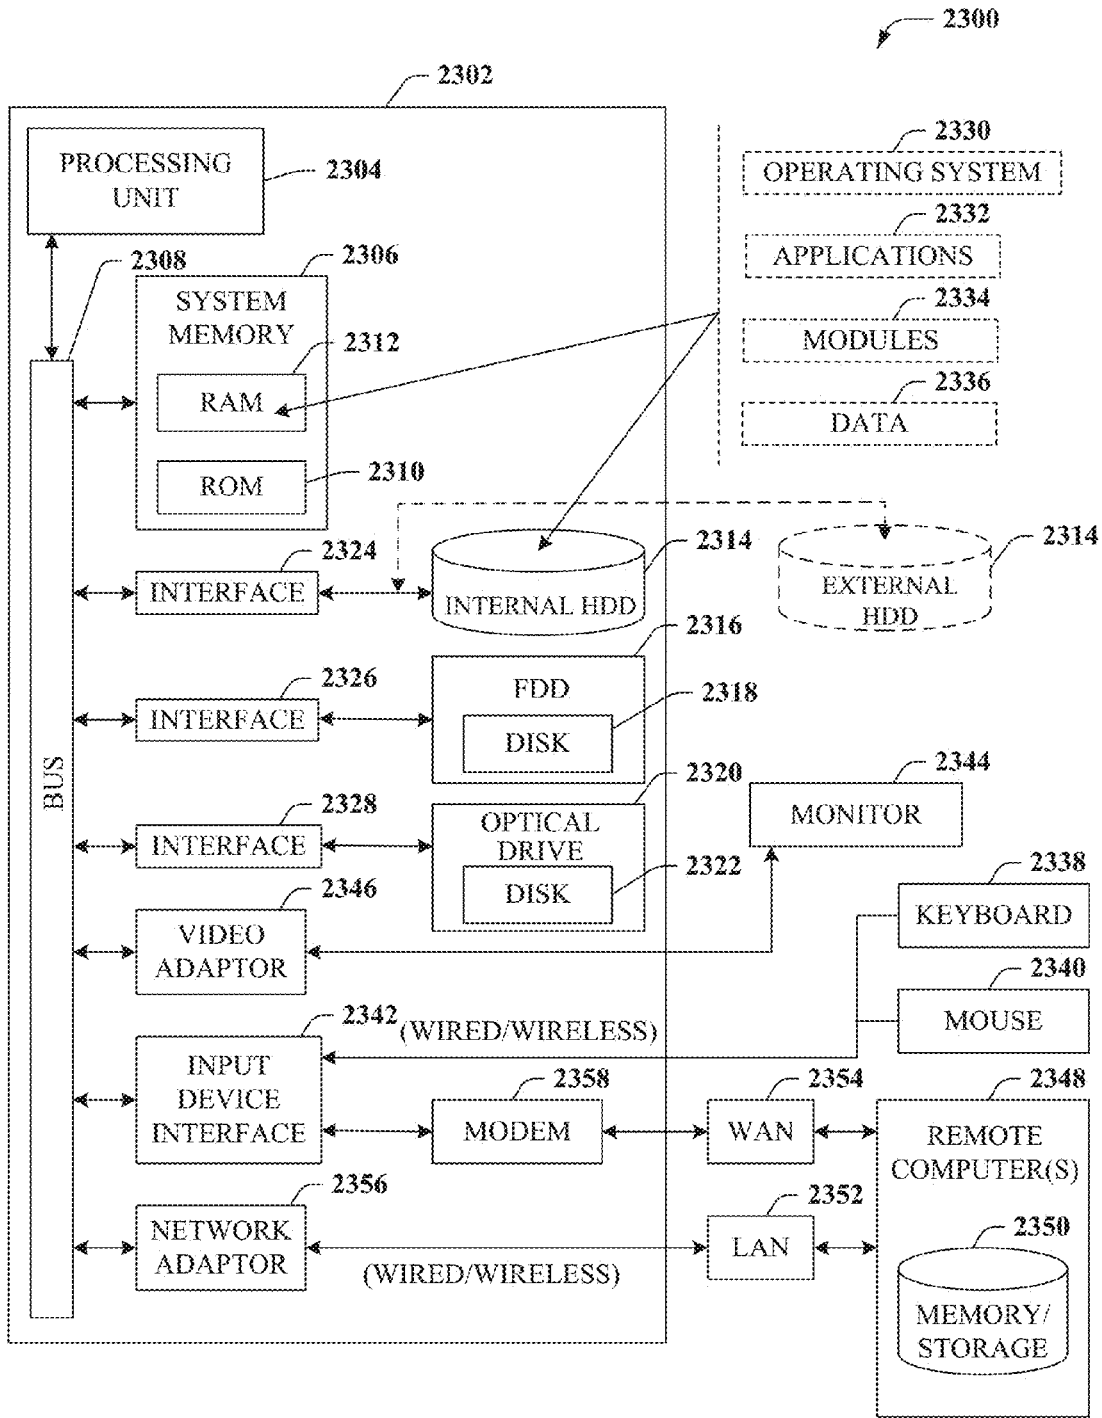 2300
2302
PROCESSING
UNIT
2304
2308
2306
SYSTEM
MEMORY
2312
RAM
2310
ROM
2330
OPERATING SYSTEM
2332
APPLICATIONS
2334
MODULES
2336
DATA
2324
INTERFACE
2314
INTERNAL HDD
2314
EXTERNAL
HDD
2326
INTERFACE
2316
FDD
2318
DISK
BUS
2328
INTERFACE
2320
OPTICAL
DRIVE
2322
DISK
2344
MONITOR
2346
VIDEO
ADAPTOR
2338
KEYBOARD
2340
MOUSE
2342
(WIRED/WIRELESS)
INPUT
DEVICE
INTERFACE
2358
MODEM
2354
WAN
2348
REMOTE
COMPUTER(S)
2356
NETWORK
ADAPTOR
(WIRED/WIRELESS)
2352
LAN
2350
MEMORY/
STORAGE